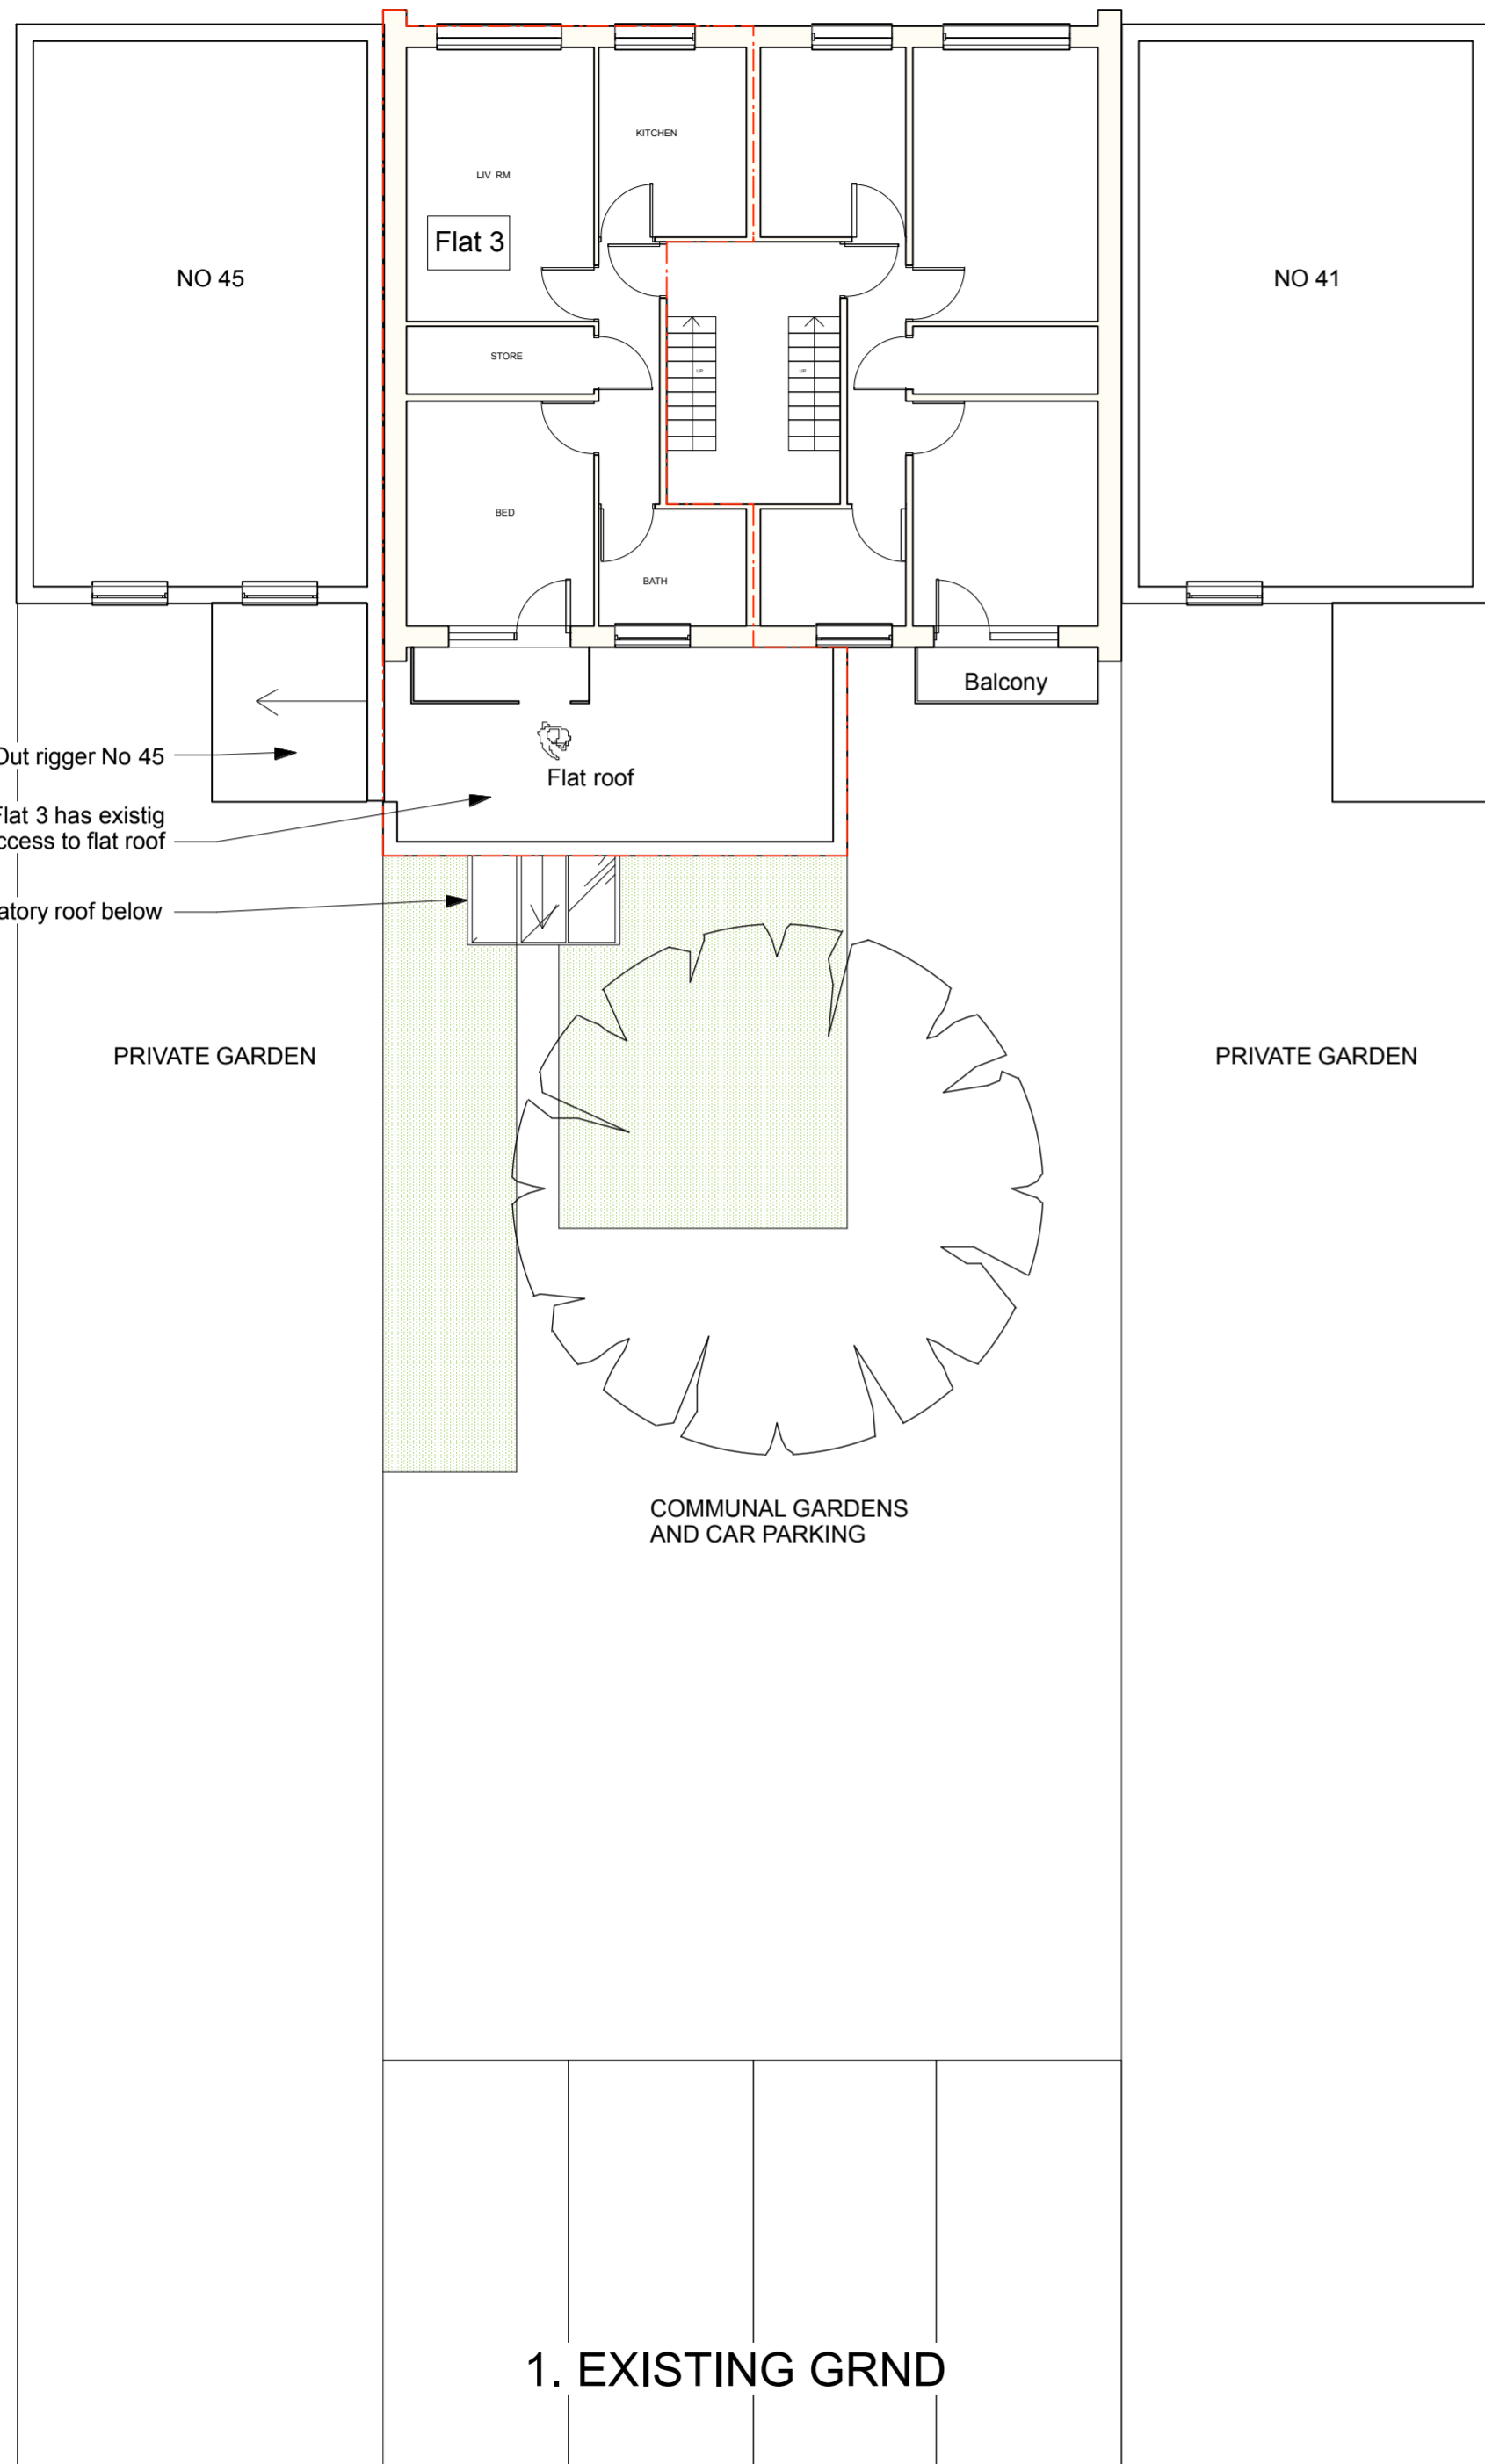 KITCHEN
LIV RM
Flat 3
NO 45
NO 41
STORE
UP
UP
BED
BATH
Balcony
Out rigger No 45
Flat roof
Flat 3 has existig
ccess to flat roof
atory roof below
PRIVATE GARDEN
PRIVATE GARDEN
COMMUNAL GARDENS
AND CAR PARKING
1. EXISTING GRND